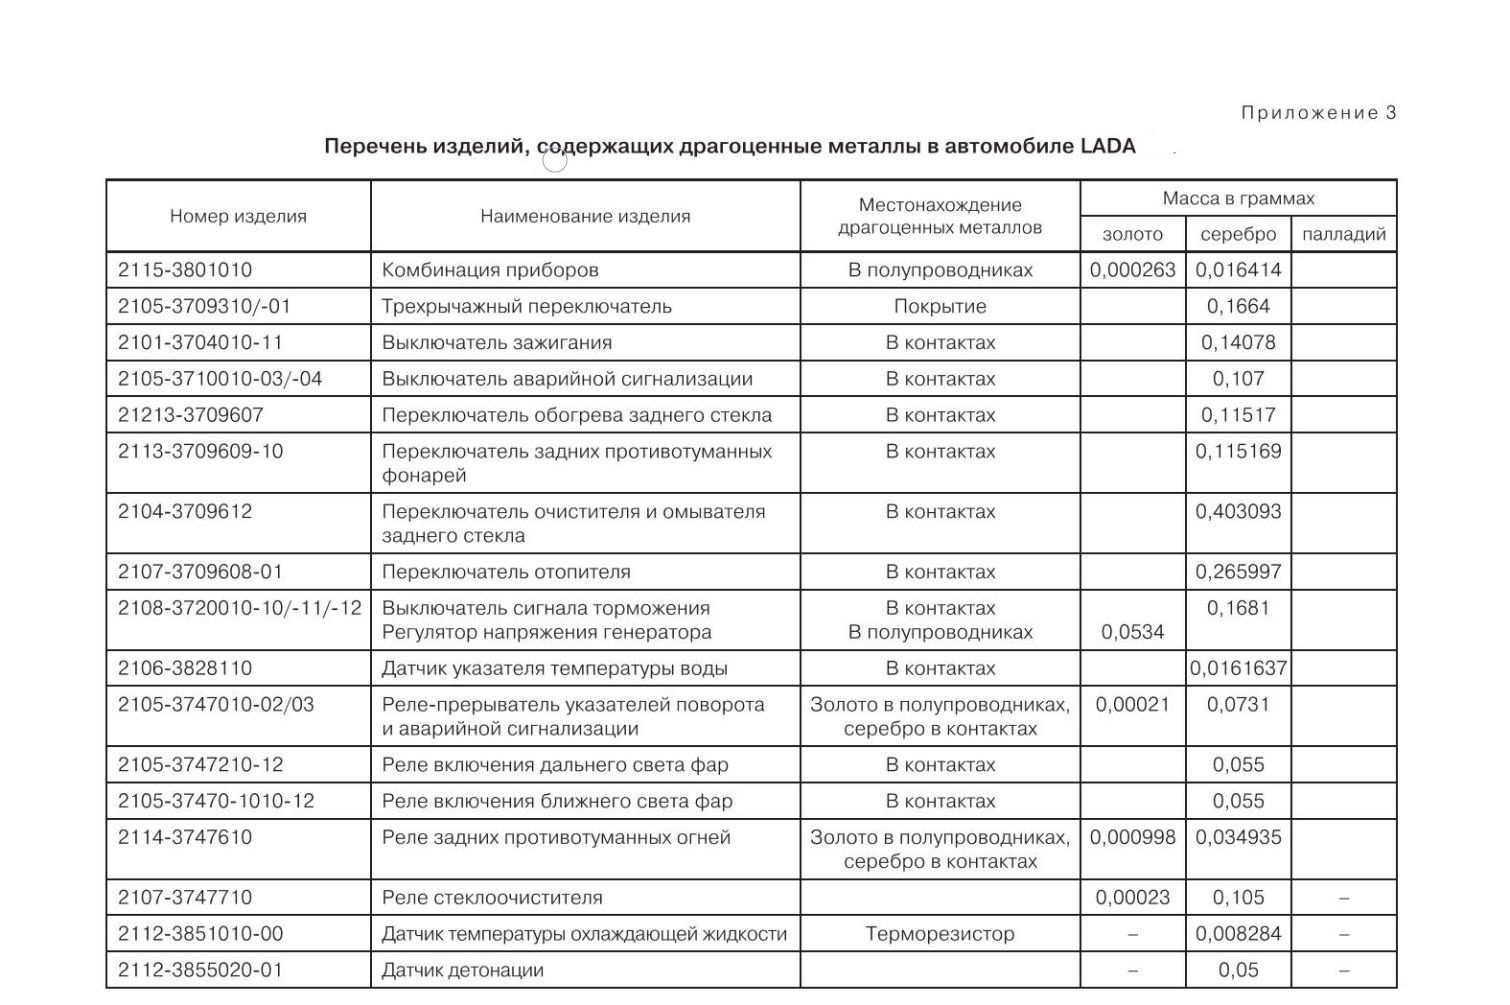 Приложение 3
Перечень изделий, содержащих драгоценные металлы в автомобиле LADA
Номер изделия Наименование изделия Местонахождение драгоценных металлов Масса в граммах
золото серебро палладий
2115-3801010 Комбинация приборов В полупроводниках 0,000263 0,016414
2105-3709310/-01 Трехрычажный переключатель Покрытие 0,1664
2101-3704010-11 Выключатель зажигания В контактах 0,14078
2105-3710010-03/-04 Выключатель аварийной сигнализации В контактах 0,107
21213-3709607 Переключатель обогрева заднего стекла В контактах 0,11517
2113-3709609-10 Переключатель задних противотуманных В контактах 0,115169
фонарей
2104-3709612 Переключатель очистителя и омывателя В контактах 0,403093
заднего стекла
2107-3709608-01 Переключатель отопителя В контактах 0,265997
2108-3720010-10/-11/-12 Выключатель сигнала торможения В контактах 0,1681
Регулятор напряжения генератора В полупроводниках 0,0534
2106-3828110 Датчик указателя температуры воды В контактах 0,0161637
2105-3747010-02/03 Реле-прерыватель указателей поворота Золото в полупроводниках, 0,00021 0,0731
и аварийной сигнализации серебро в контактах
2105-3747210-12 Реле включения дальнего света фар В контактах 0,055
2105-37470-1010-12 Реле включения ближнего света фар В контактах 0,055
2114-3747610 Реле задних противотуманных огней Золото в полупроводниках, 0,000998 0,034935
серебро в контактах
2107-3747710 Реле стеклоочистителя 0,00023 0,105 –
2112-3851010-00 Датчик температуры охлаждающей жидкости Терморезистор – 0,008284 –
2112-3855020-01 Датчик детонации – 0,05 –